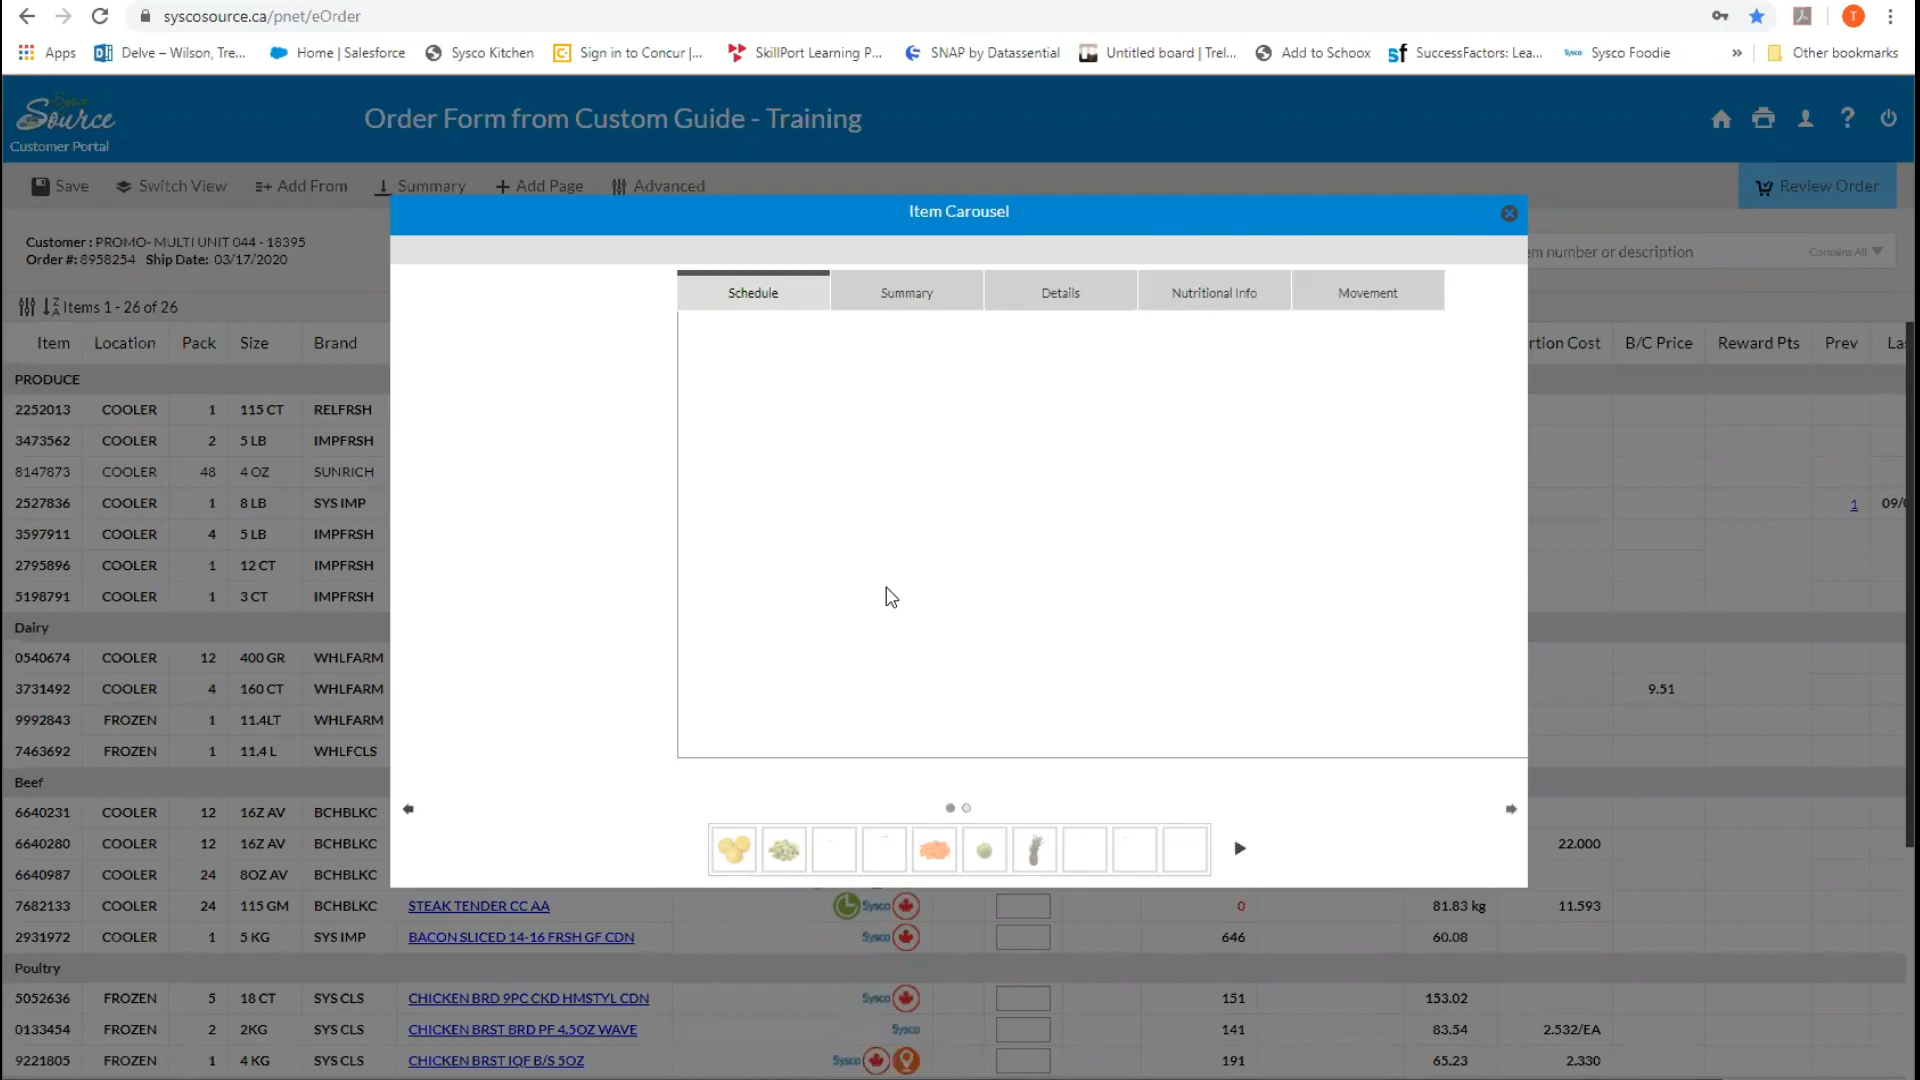 syscosource.ca/pnet/eOrder
T
Apps Delve – Wilson, Tre... Home | Salesforce Sysco Kitchen Sign in to Concur |... SkillPort Learning P... SNAP by Datassential Untitled board | Trel... Add to Schoox SuccessFactors: Lea... Sysco Foodie » Other bookmarks
Sysco
Source
Customer Portal
Order Form from Custom Guide - Training
Save Switch View Add From Summary Add Page Advanced Review Order
Item Carousel
Customer : PROMO- MULTI UNIT 044 - 18395
Order #: 8958254 Ship Date: 03/17/2020
em number or description Contains All
Schedule Summary Details Nutritional Info Movement
Items 1 - 26 of 26
Item Location Pack Size Brand rtion Cost B/C Price Reward Pts Prev La
PRODUCE
2252013 COOLER 1 115 CT RELFRSH
3473562 COOLER 2 5 LB IMPFRSH
8147873 COOLER 48 4 OZ SUNRICH
2527836 COOLER 1 8 LB SYS IMP 1 09/0
3597911 COOLER 4 5 LB IMPFRSH
2795896 COOLER 1 12 CT IMPFRSH
5198791 COOLER 1 3 CT IMPFRSH
Dairy
0540674 COOLER 12 400 GR WHLFARM
3731492 COOLER 4 160 CT WHLFARM 9.51
9992843 FROZEN 1 11.4LT WHLFARM
7463692 FROZEN 1 11.4 L WHLFCLS
Beef
6640231 COOLER 12 16Z AV BCHBLKC
6640280 COOLER 12 16Z AV BCHBLKC 22.000
6640987 COOLER 24 8OZ AV BCHBLKC
7682133 COOLER 24 115 GM BCHBLKC STEAK TENDER CC AA Sysco 0 81.83 kg 11.593
2931972 COOLER 1 5 KG SYS IMP BACON SLICED 14-16 FRSH GF CDN Sysco 646 60.08
Poultry
5052636 FROZEN 5 18 CT SYS CLS CHICKEN BRD 9PC CKD HMSTYL CDN Sysco 151 153.02
0133454 FROZEN 2 2KG SYS CLS CHICKEN BRST BRD PF 4.5OZ WAVE Sysco 141 83.54 2.532/EA
9221805 FROZEN 1 4 KG SYS CLS CHICKEN BRST IQF B/S 5OZ Sysco 191 65.23 2.330